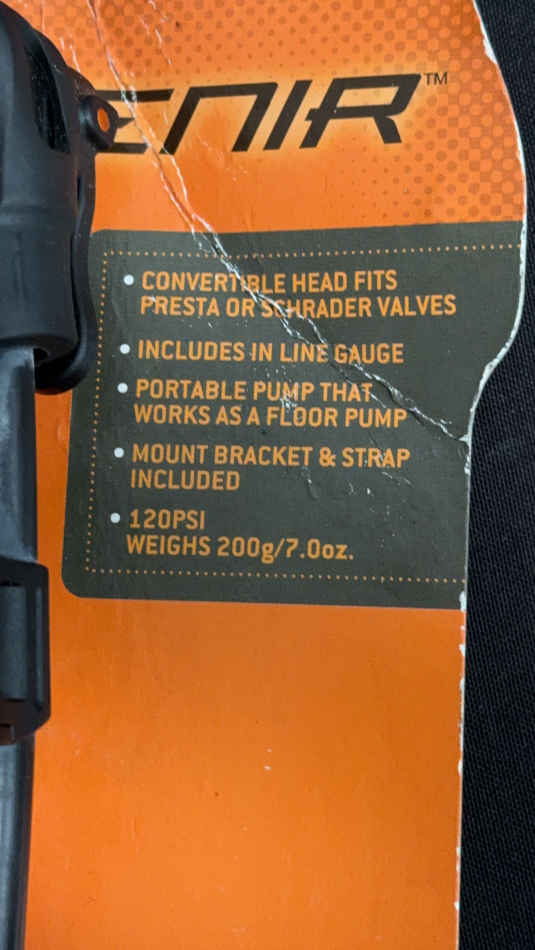 ENIR™
• CONVERTIBLE HEAD FITS
PRESTA OR SCHRADER VALVES
• INCLUDES IN LINE GAUGE
• PORTABLE PUMP THAT
WORKS AS A FLOOR PUMP
• MOUNT BRACKET & STRAP
INCLUDED
• 120PSI
WEIGHS 200g/7.0oz.